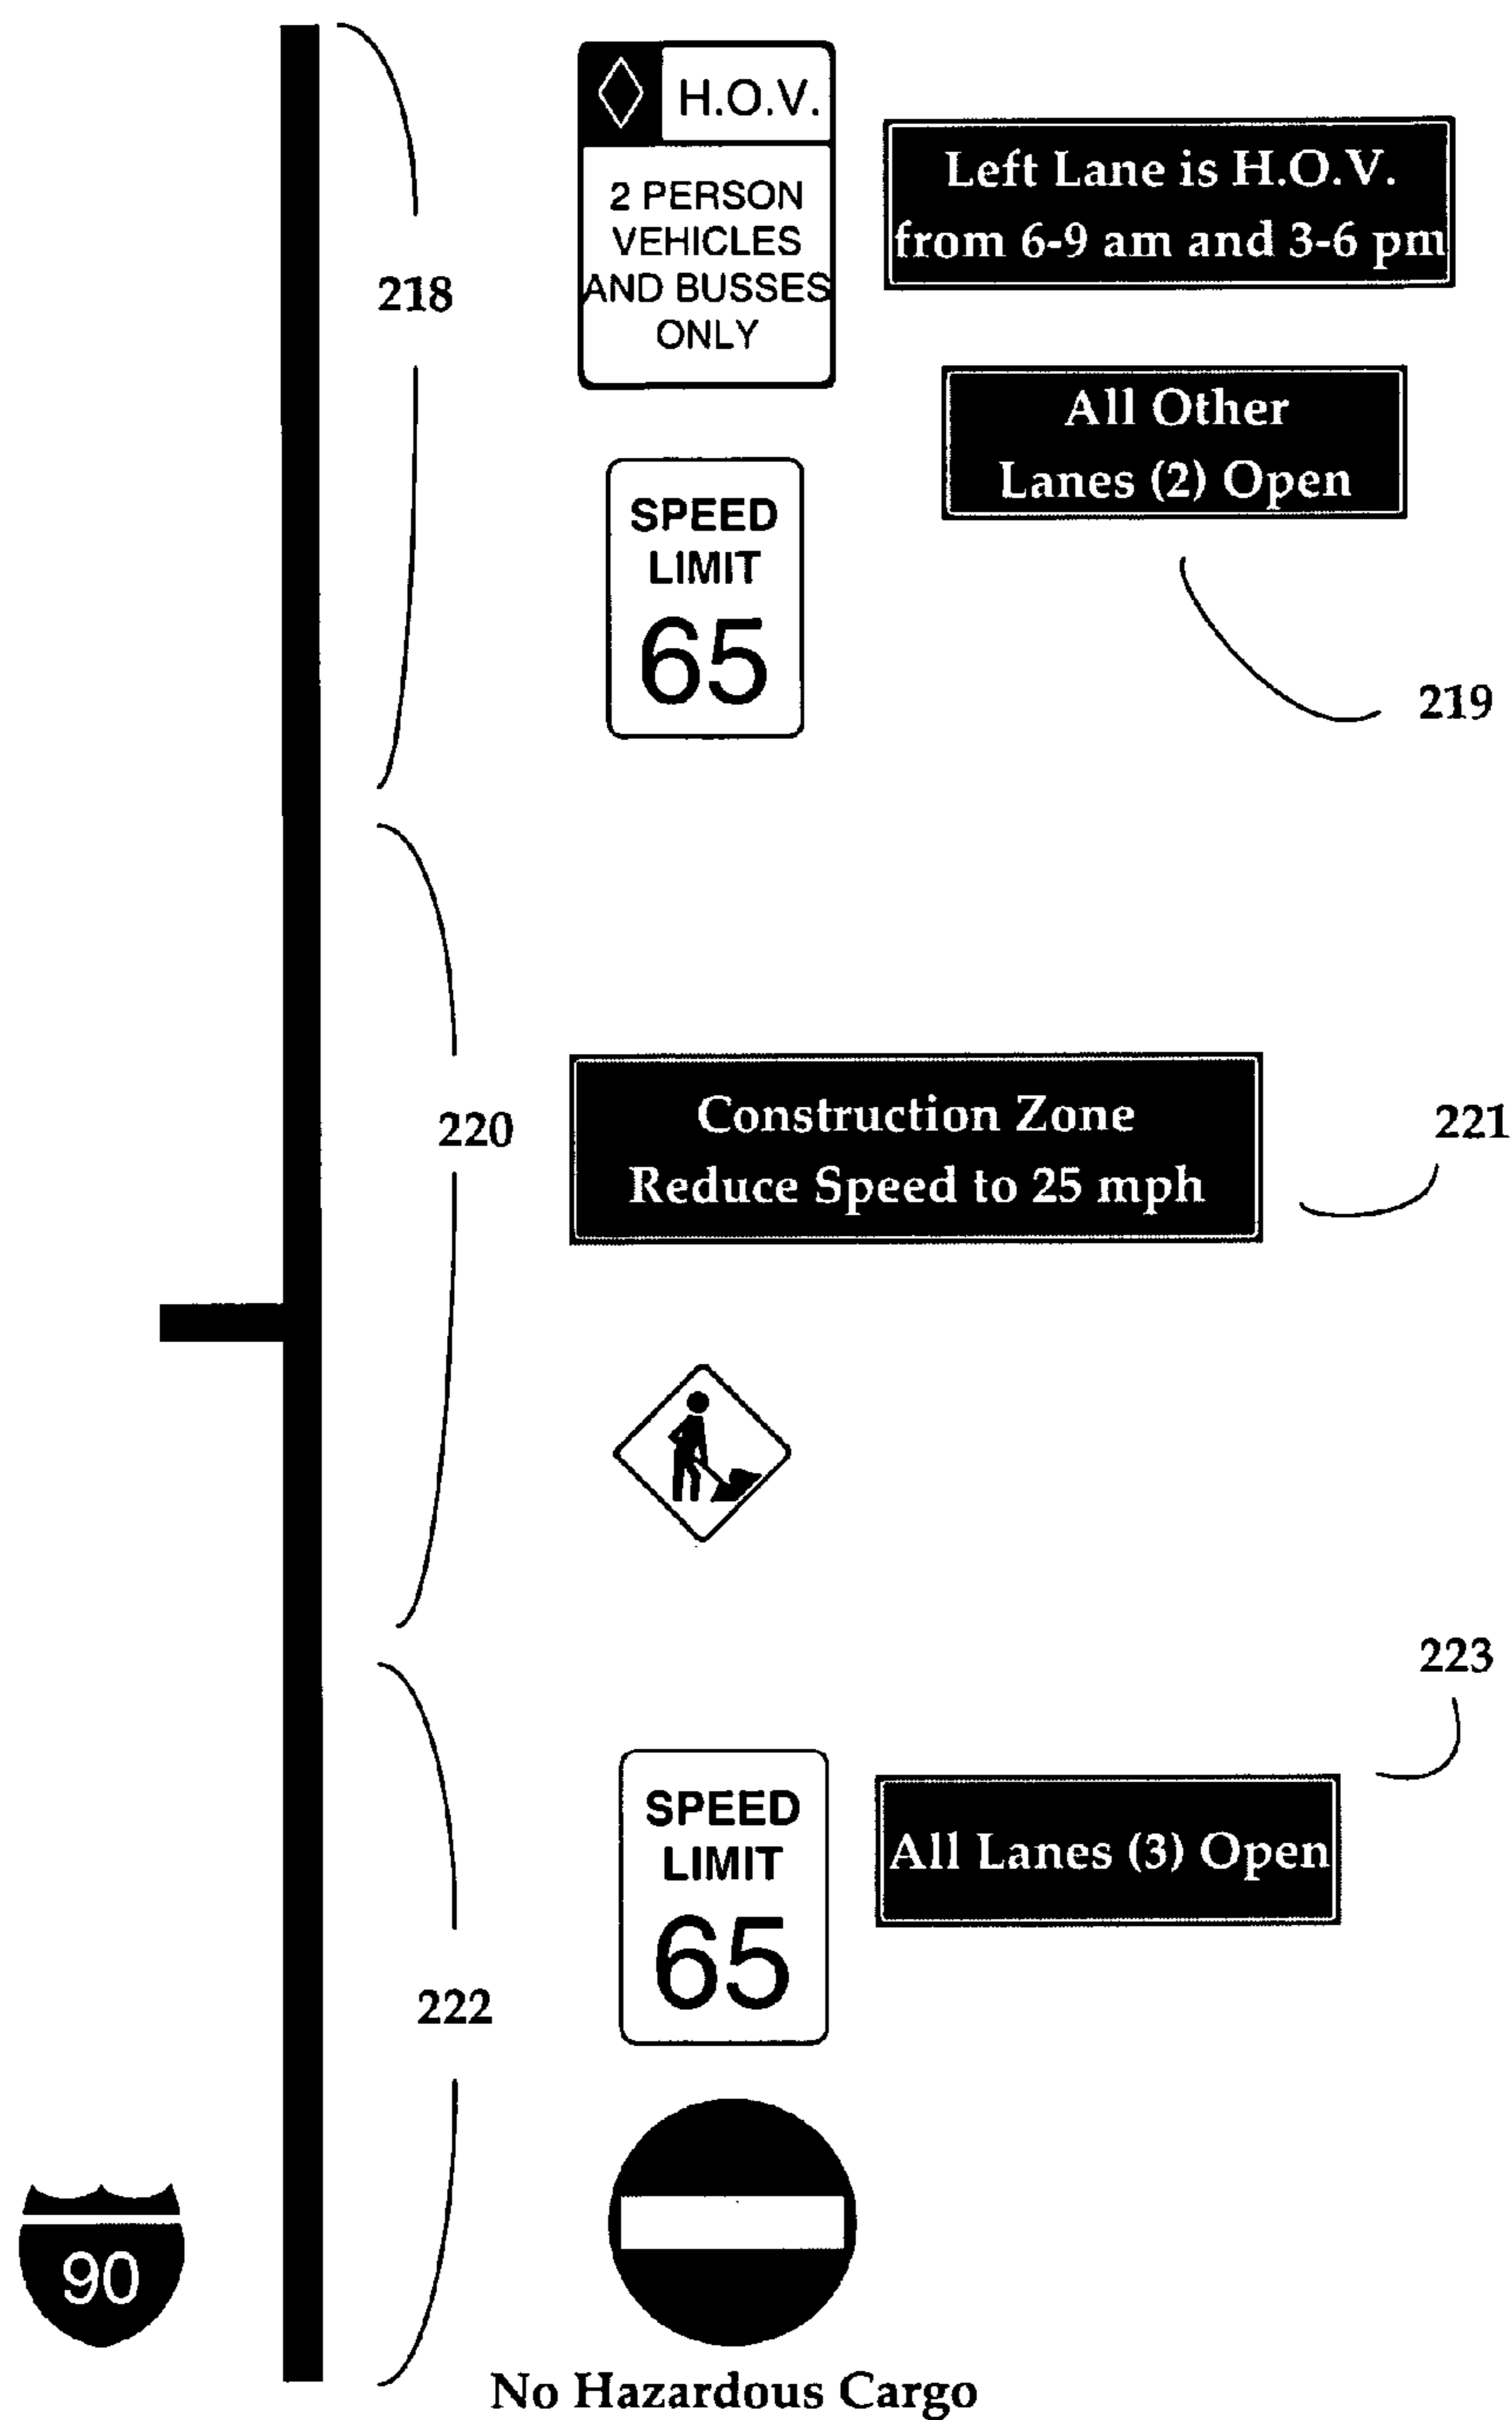 H.O.V.
2 PERSON
VEHICLES
AND BUSSES
ONLY
Left Lane is H.O.V.
from 6-9 am and 3-6 pm
218
All Other
Lanes (2) Open
SPEED
LIMIT
65
219
220
Construction Zone
Reduce Speed to 25 mph
221
223
SPEED
LIMIT
65
All Lanes (3) Open
222
90
No Hazardous Cargo